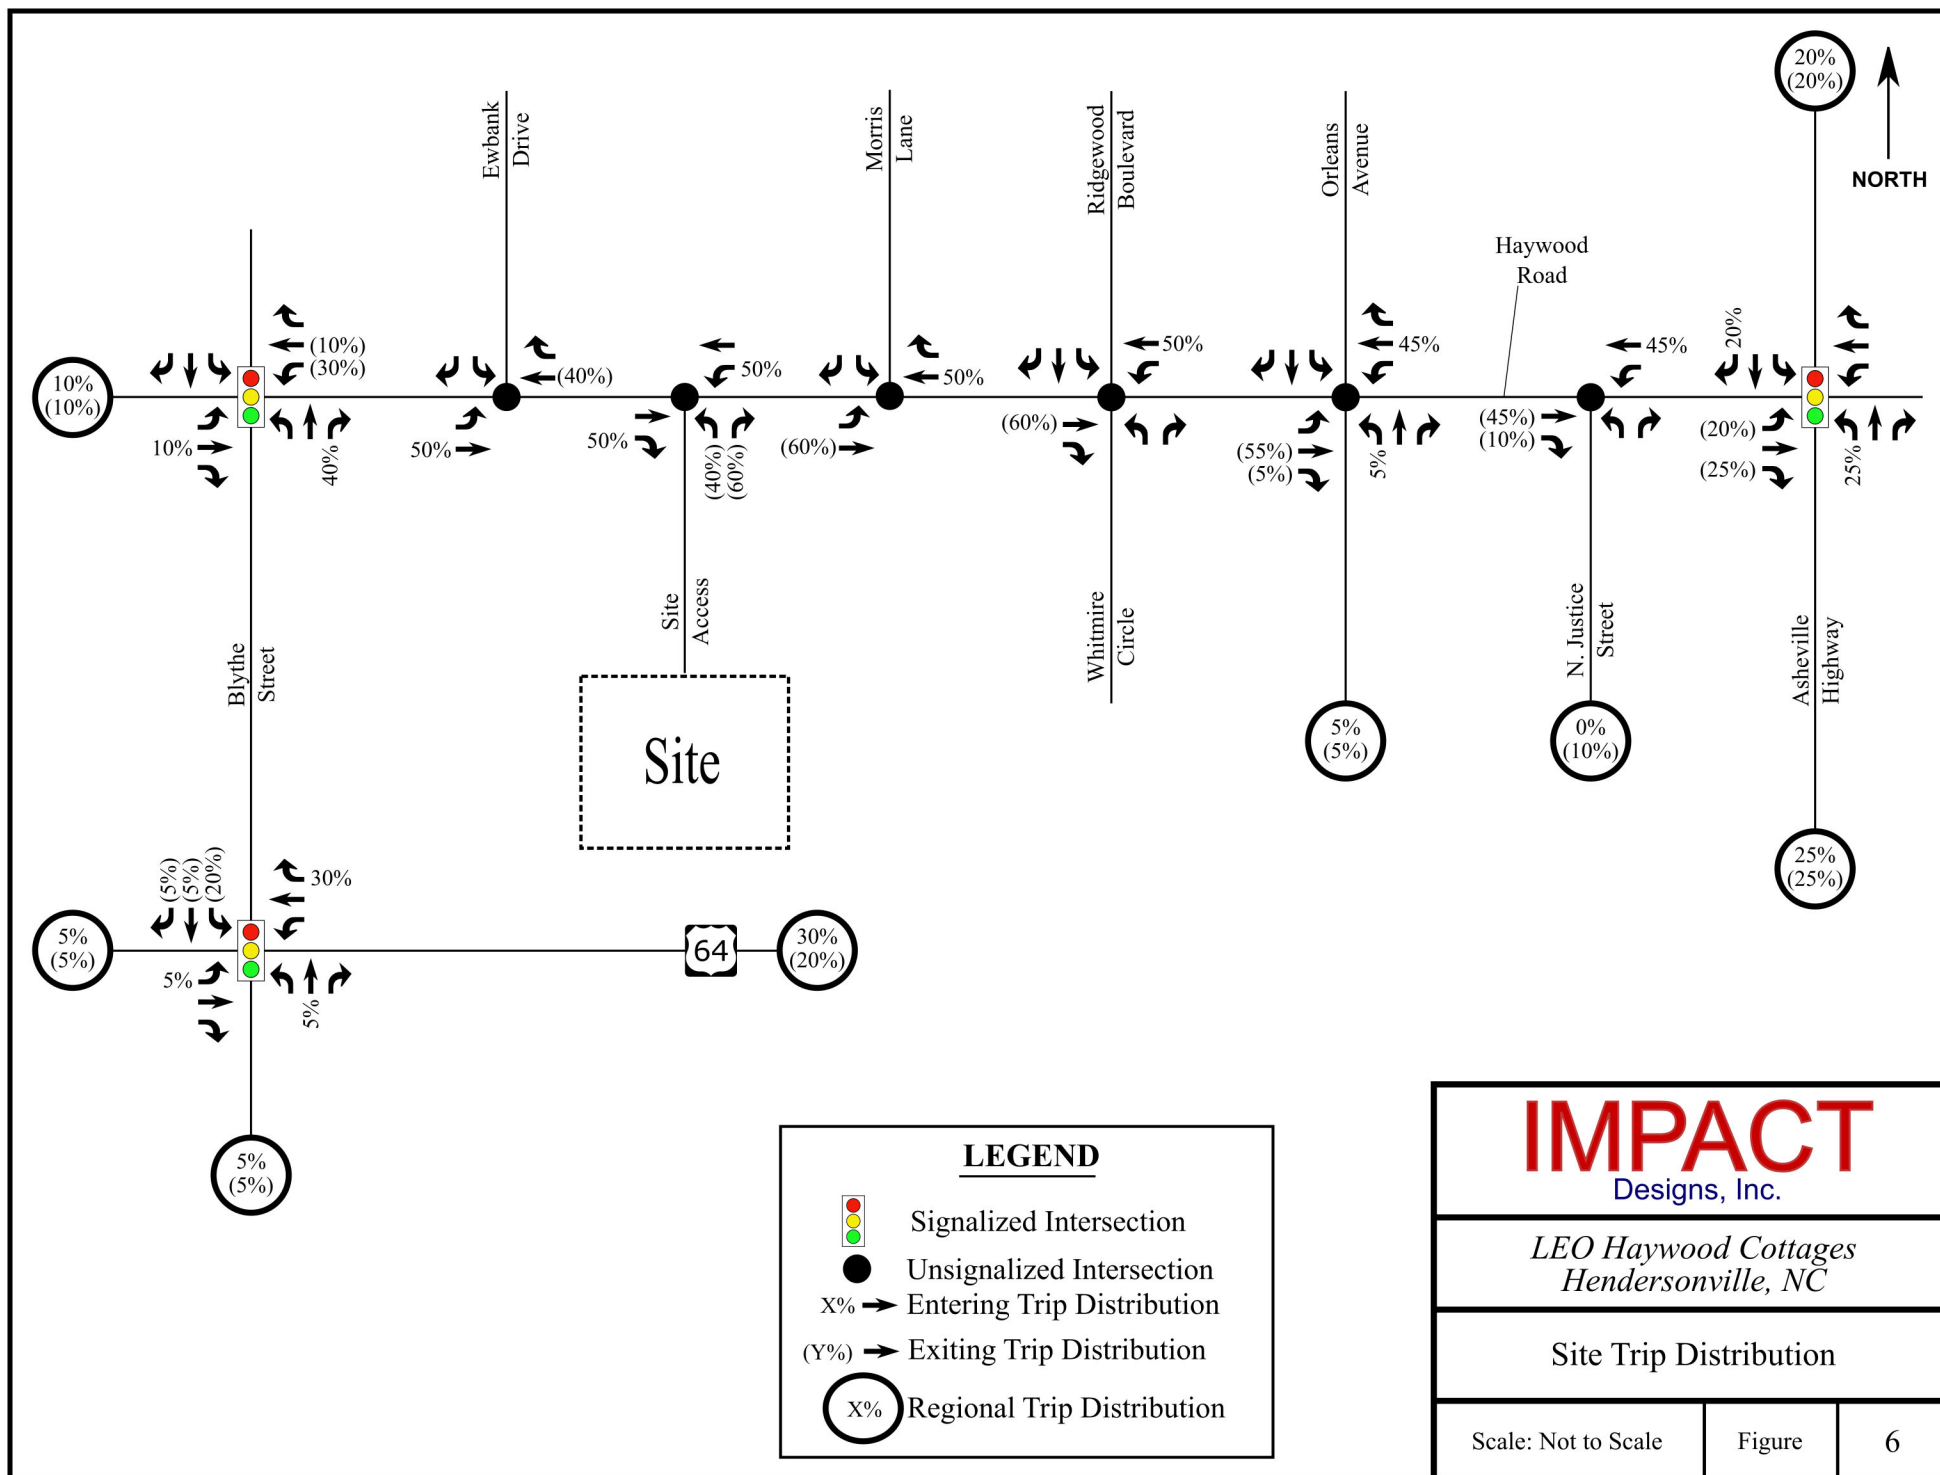 20%
(20%)
NORTH
Ewbank
Drive
Morris
Lane
Ridgewood
Boulevard
Orleans
Avenue
Haywood
Road
10%
(10%)
(10%)
(30%)
10%
40%
(40%)
50%
50%
50%
(40%)
(60%)
50%
(60%)
50%
(60%)
45%
(55%)
(5%)
5%
45%
(45%)
(10%)
20%
(20%)
(25%)
25%
Blythe
Street
Site
Access
Whitmire
Circle
N. Justice
Street
Asheville
Highway
Site
5%
(5%)
0%
(10%)
25%
(25%)
(5%)
(5%)
(20%)
30%
5%
(5%)
5%
5%
64
30%
(20%)
5%
(5%)
LEGEND
Signalized Intersection
Unsignalized Intersection
X% Entering Trip Distribution
(Y%) Exiting Trip Distribution
X% Regional Trip Distribution
IMPACT
Designs, Inc.
LEO Haywood Cottages
Hendersonville, NC
Site Trip Distribution
Scale: Not to Scale Figure 6